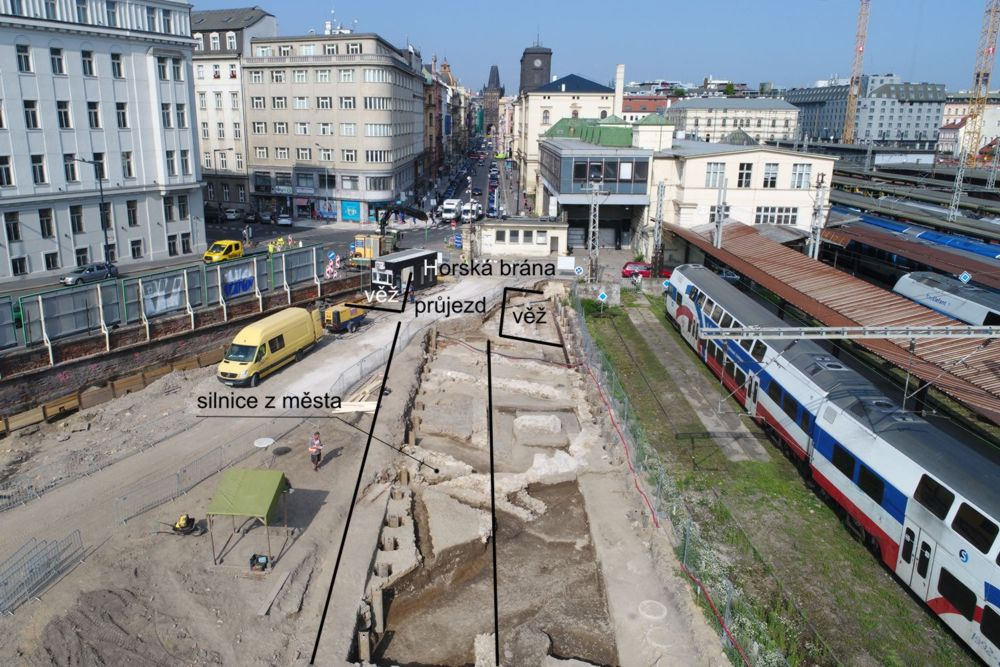 Horská brána
věž
průjezd
věž
silnice z města